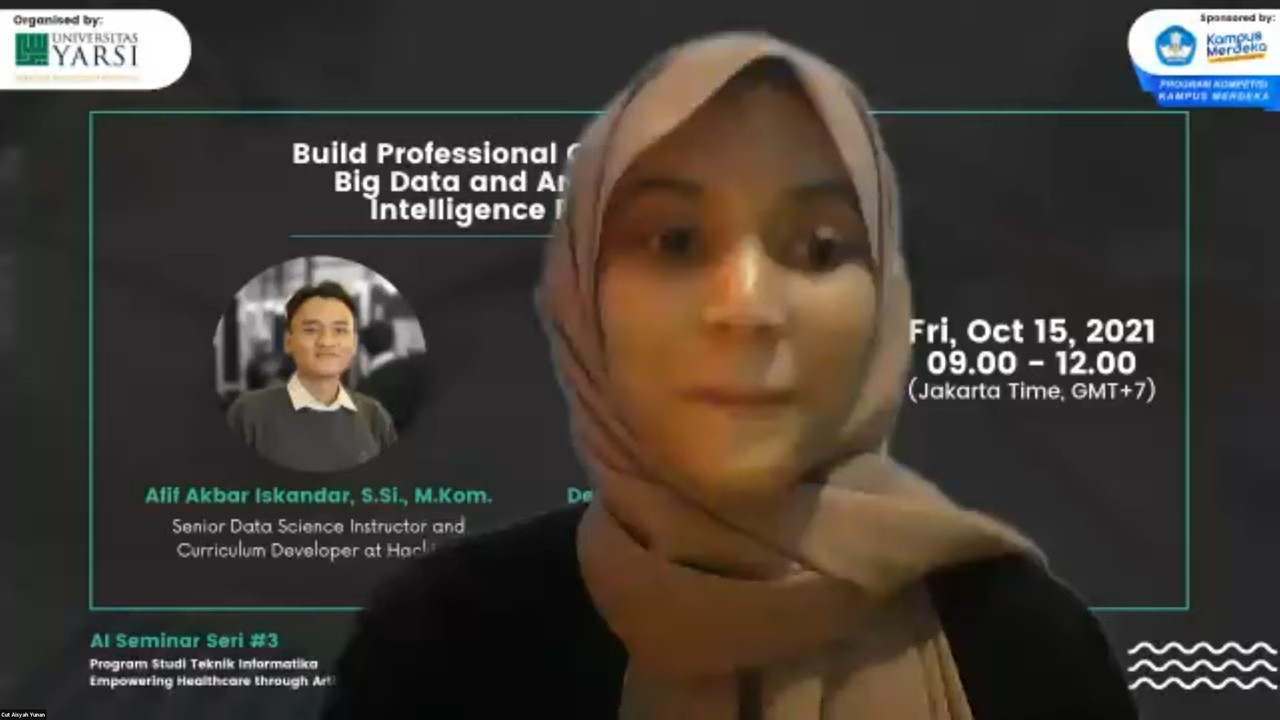 Organised by:
UNIVERSITAS
YARSI
Sponsored by:
Kampus
Merdeka
PROGRAM KOMPETISI
KAMPUS MERDEKA
Build Professional
Big Data and
Intelligence
Fri, Oct 15, 2021
09.00 - 12.00
(Jakarta Time, GMT+7)
Afif Akbar Iskandar, S.Si., M.Kom.
De
Senior Data Science Instructor and
Curriculum Developer at
AI Seminar Seri #3
Program Studi Teknik Informatika
Empowering Healthcare through
Cut Aisyah Yunan